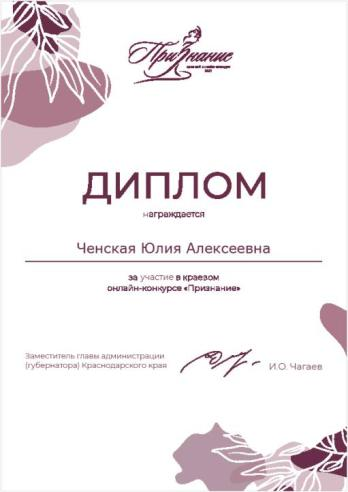 ПриЗнание
ДИПЛОМ
награждается
Ченская Юлия Алексеевна
за участие в краевом
онлайн-конкурсе «Признание»
Заместитель главы администрации
(губернатора) Краснодарского края
И.О. Чагаев